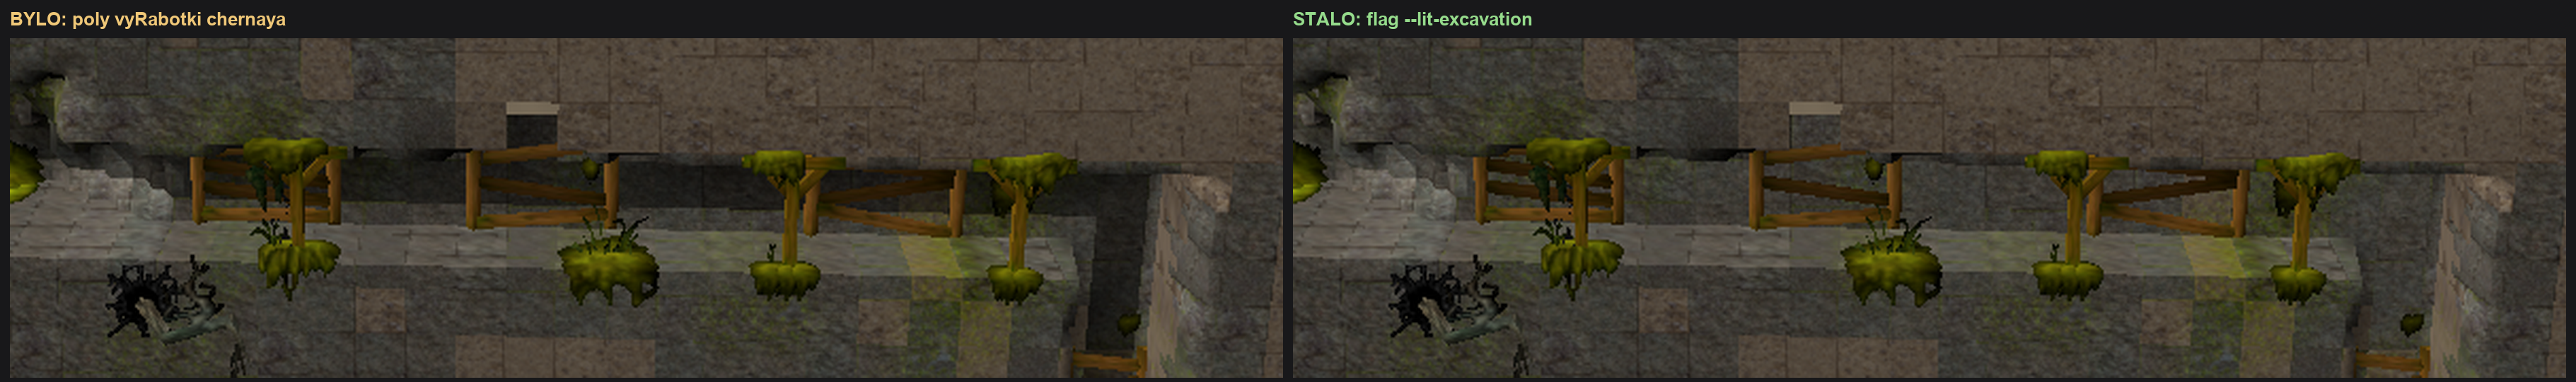 BYLO: poly vyRabotki chernaya
STALO: flag --lit-excavation